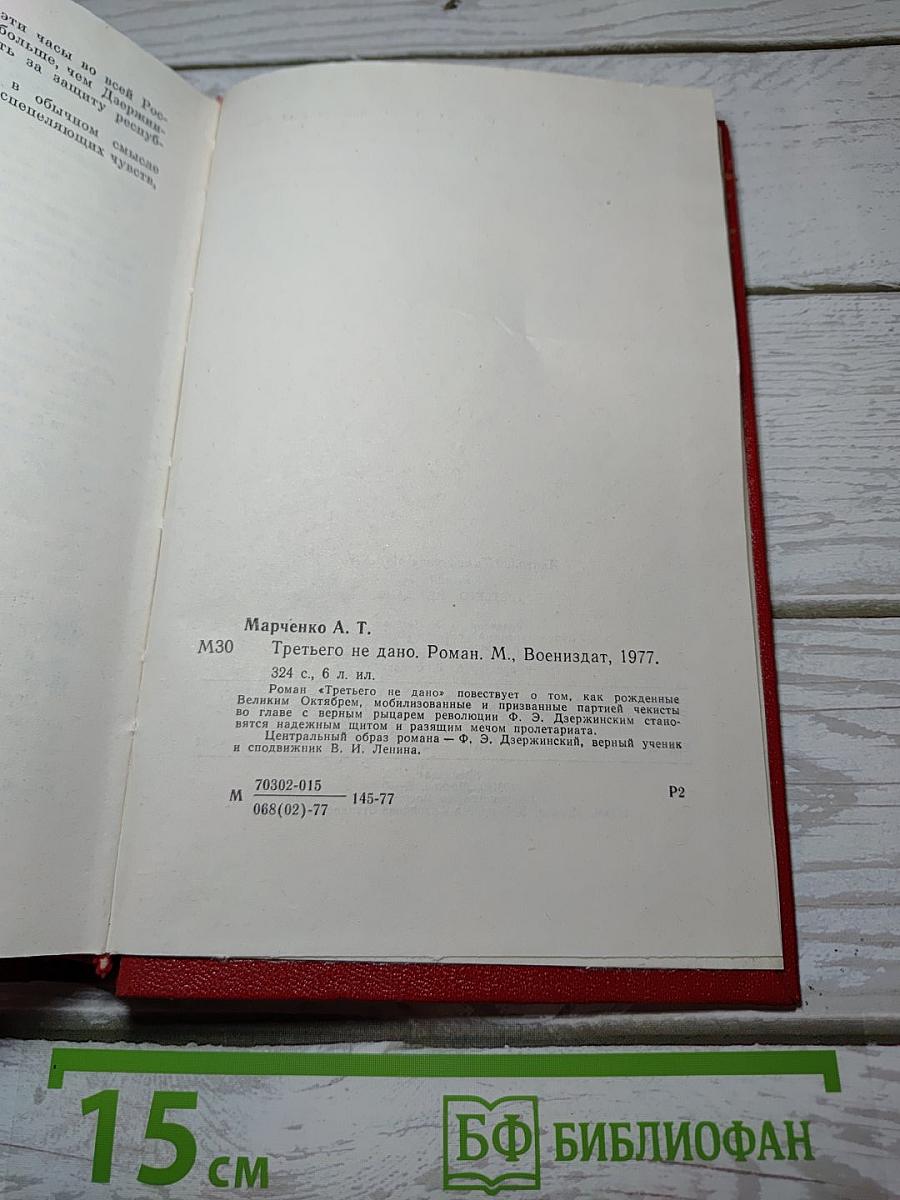 эти часы во всей Рос-
больше, чем Дзержин-
ть за защиту респуб-
в обычном смысле
спепеляющих чувств,
Марченко А. Т.
М30 Третьего не дано. Роман. М., Воениздат, 1977.
324 с., 6 л. ил.
Роман «Третьего не дано» повествует о том, как рожденные
Великим Октябрем, мобилизованные и призванные партией чекисты
во главе с верным рыцарем революции Ф. Э. Дзержинским стано-
вятся надежным щитом и разящим мечом пролетариата.
Центральный образ романа — Ф. Э. Дзержинский, верный ученик
и сподвижник В. И. Ленина.
70302-015
М 145-77 Р2
068(02)-77
15 см
БФ БИБЛИОФАН